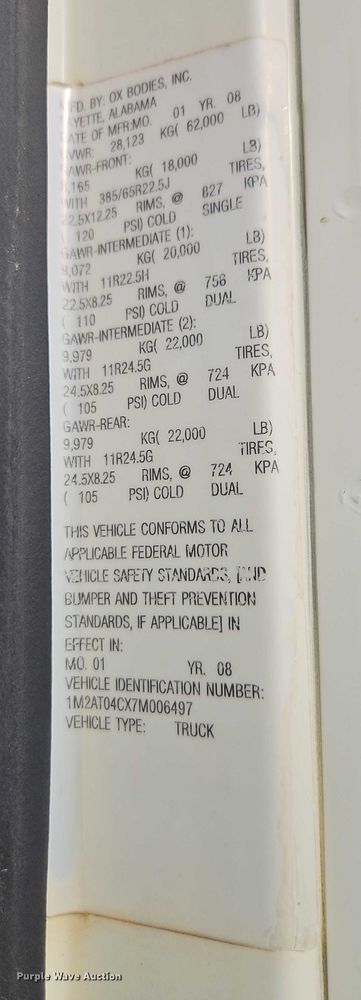 FD. BY: OX BODIES, INC.
YETTE, ALABAMA
ATE OF MFR:MO. 01 YR. 08
VWR: 28,123 KG( 62,000 LB)
AWR-FRONT:
,165 KG( 18,000 LB)
WITH 385/65R22.5J TIRES,
22.5X12.25 RIMS, @ 827 KPA
( 120 PSI) COLD SINGLE
GAWR-INTERMEDIATE (1):
9,072 KG( 20,000 LB)
WITH 11R22.5H TIRES,
22.5X8.25 RIMS, @ 758 KPA
( 110 PSI) COLD DUAL
GAWR-INTERMEDIATE (2):
9,979 KG( 22,000 LB)
WITH 11R24.5G TIRES,
24.5X8.25 RIMS, @ 724 KPA
( 105 PSI) COLD DUAL
GAWR-REAR:
9,979 KG( 22,000 LB)
WITH 11R24.5G TIRES,
24.5X8.25 RIMS, @ 724 KPA
( 105 PSI) COLD DUAL
THIS VEHICLE CONFORMS TO ALL
APPLICABLE FEDERAL MOTOR
VEHICLE SAFETY STANDARDS, [AND
BUMPER AND THEFT PREVENTION
STANDARDS, IF APPLICABLE] IN
EFFECT IN:
MO. 01 YR. 08
VEHICLE IDENTIFICATION NUMBER:
1M2AT04CX7M006497
VEHICLE TYPE: TRUCK
Purple Wave Auction